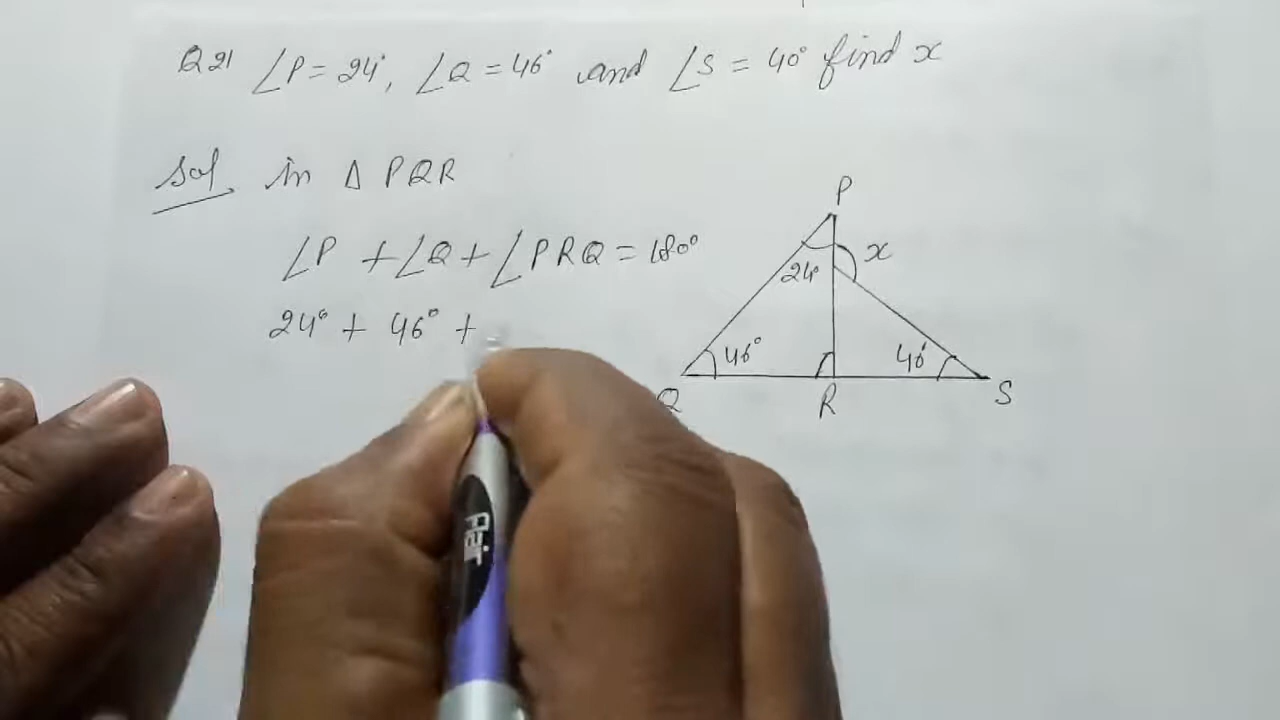 Q21 ∠P = 24°, ∠Q = 46° and ∠S = 40° find x
Sol. in Δ PQR
∠P + ∠Q + ∠PRQ = 180°
24° + 46° +
P
x
24°
46°
40°
Q
R
S
Flair